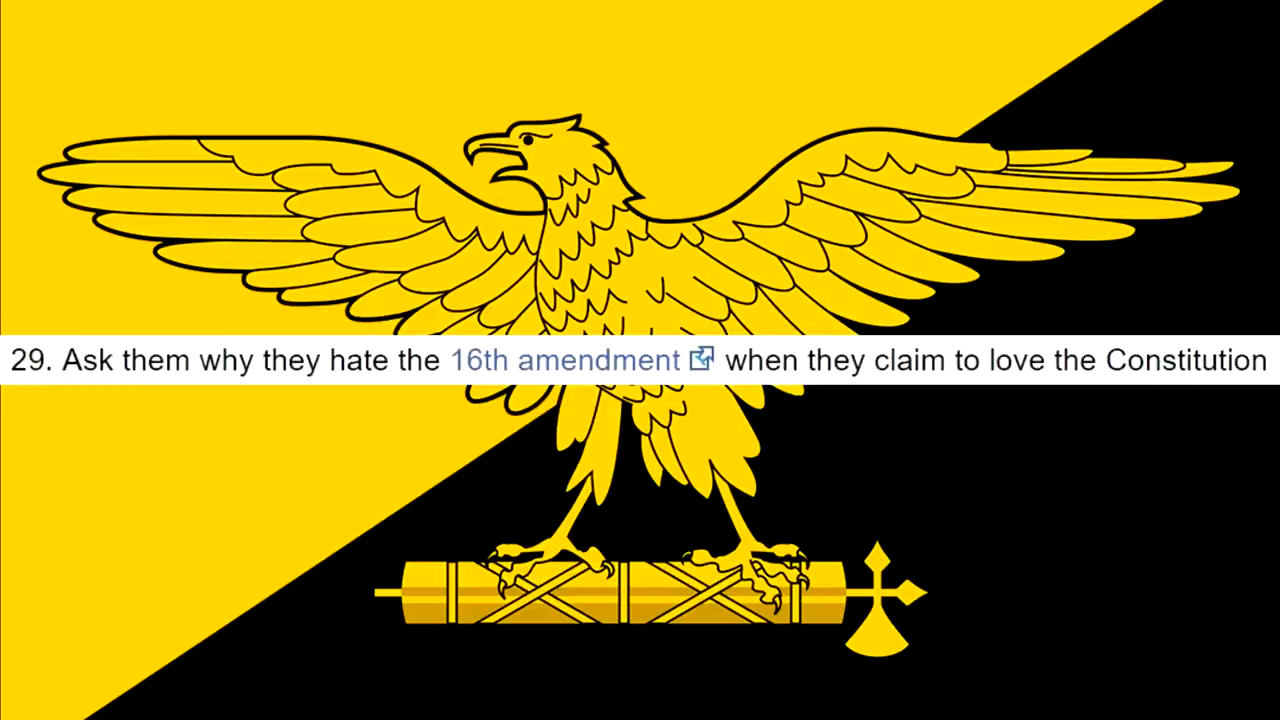 29. Ask them why they hate the 16th amendment when they claim to love the Constitution